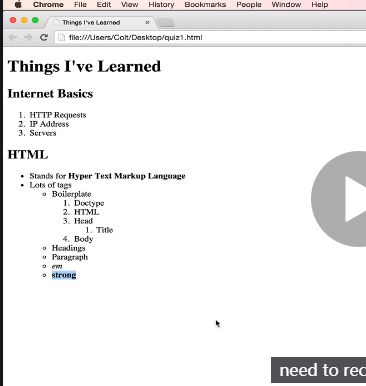 Chrome File Edit View History Bookmarks People Window Help
Things I've Learned
file:///Users/Colt/Desktop/quiz1.html
Things I've Learned
Internet Basics
1. HTTP Requests
2. IP Address
3. Servers
HTML
• Stands for Hyper Text Markup Language
• Lots of tags
◦ Boilerplate
1. Doctype
2. HTML
3. Head
1. Title
4. Body
◦ Headings
◦ Paragraph
◦ em
◦ strong
need to rec